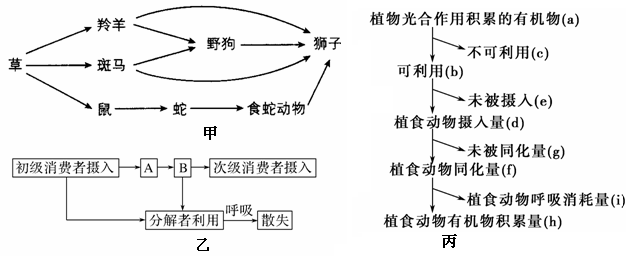 羚羊
草
斑马
野狗
狮子
鼠
蛇
食蛇动物
甲
初级消费者摄入
A
B
次级消费者摄入
分解者利用
呼吸
散失
乙
植物光合作用积累的有机物(a)
不可利用(c)
可利用(b)
未被摄入(e)
植食动物摄入量(d)
未被同化量(g)
植食动物同化量(f)
植食动物呼吸消耗量(i)
植食动物有机物积累量(h)
丙